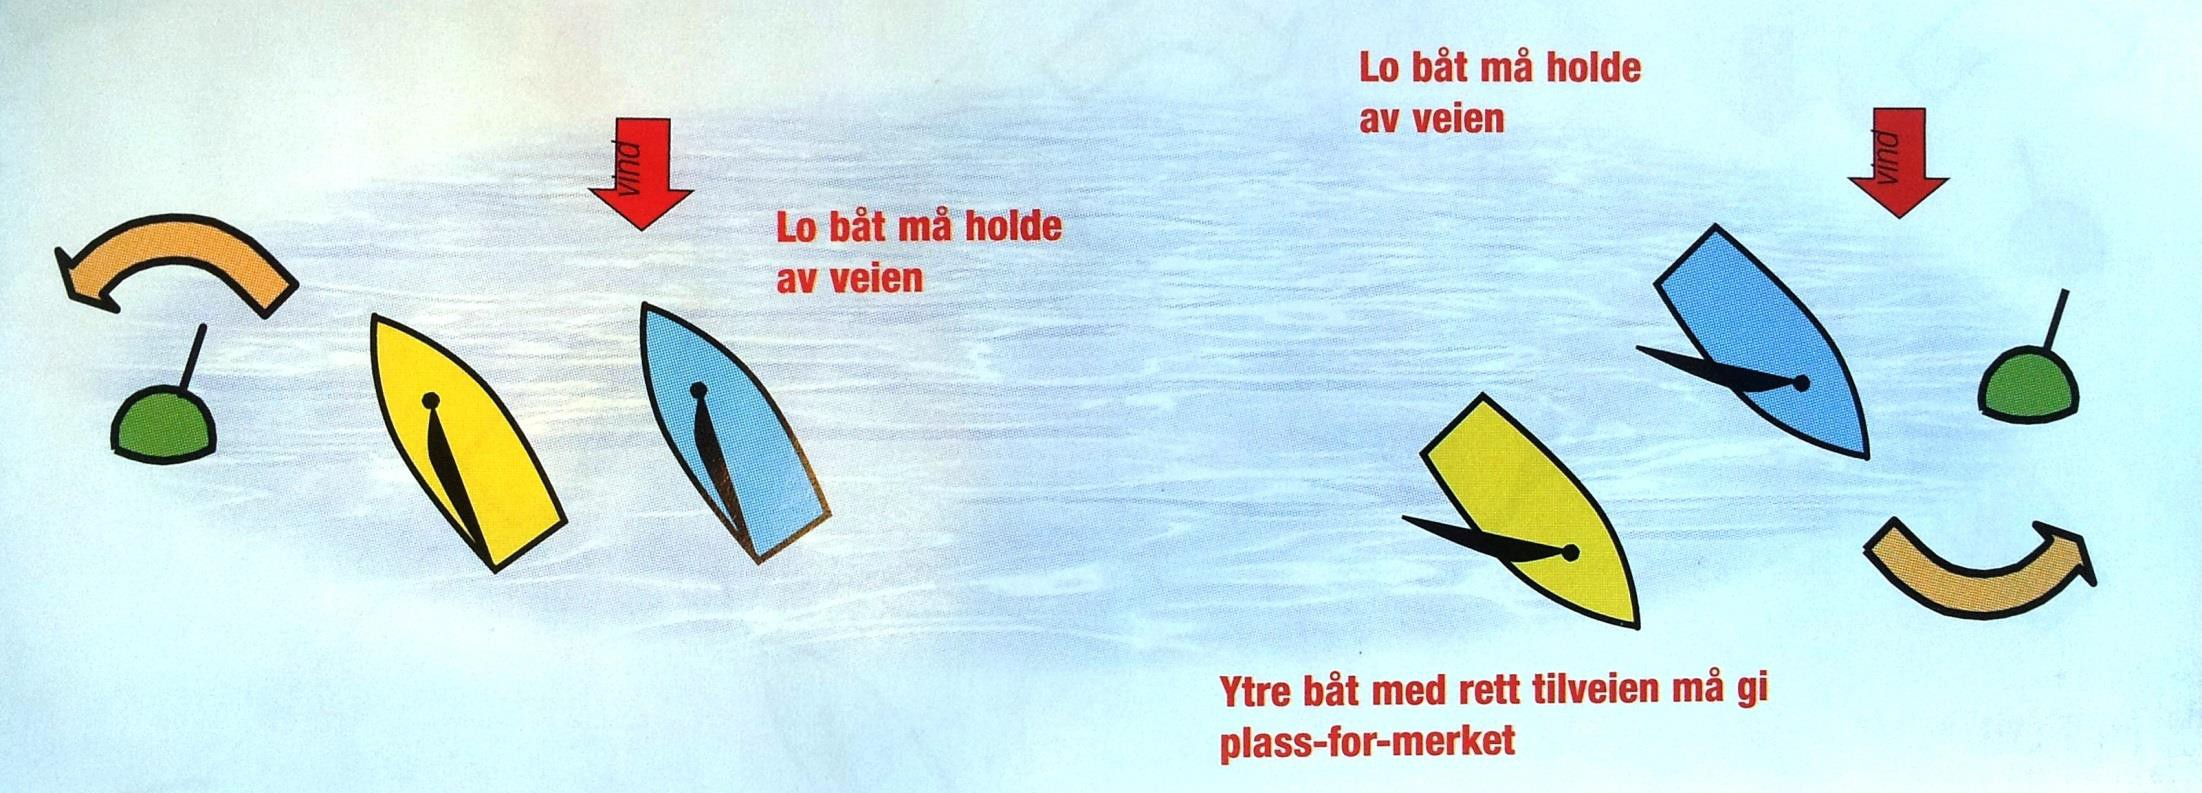 vind
Lo båt må holde
av veien
Lo båt må holde
av veien
vind
Ytre båt med rett tilveien må gi
plass-for-merket